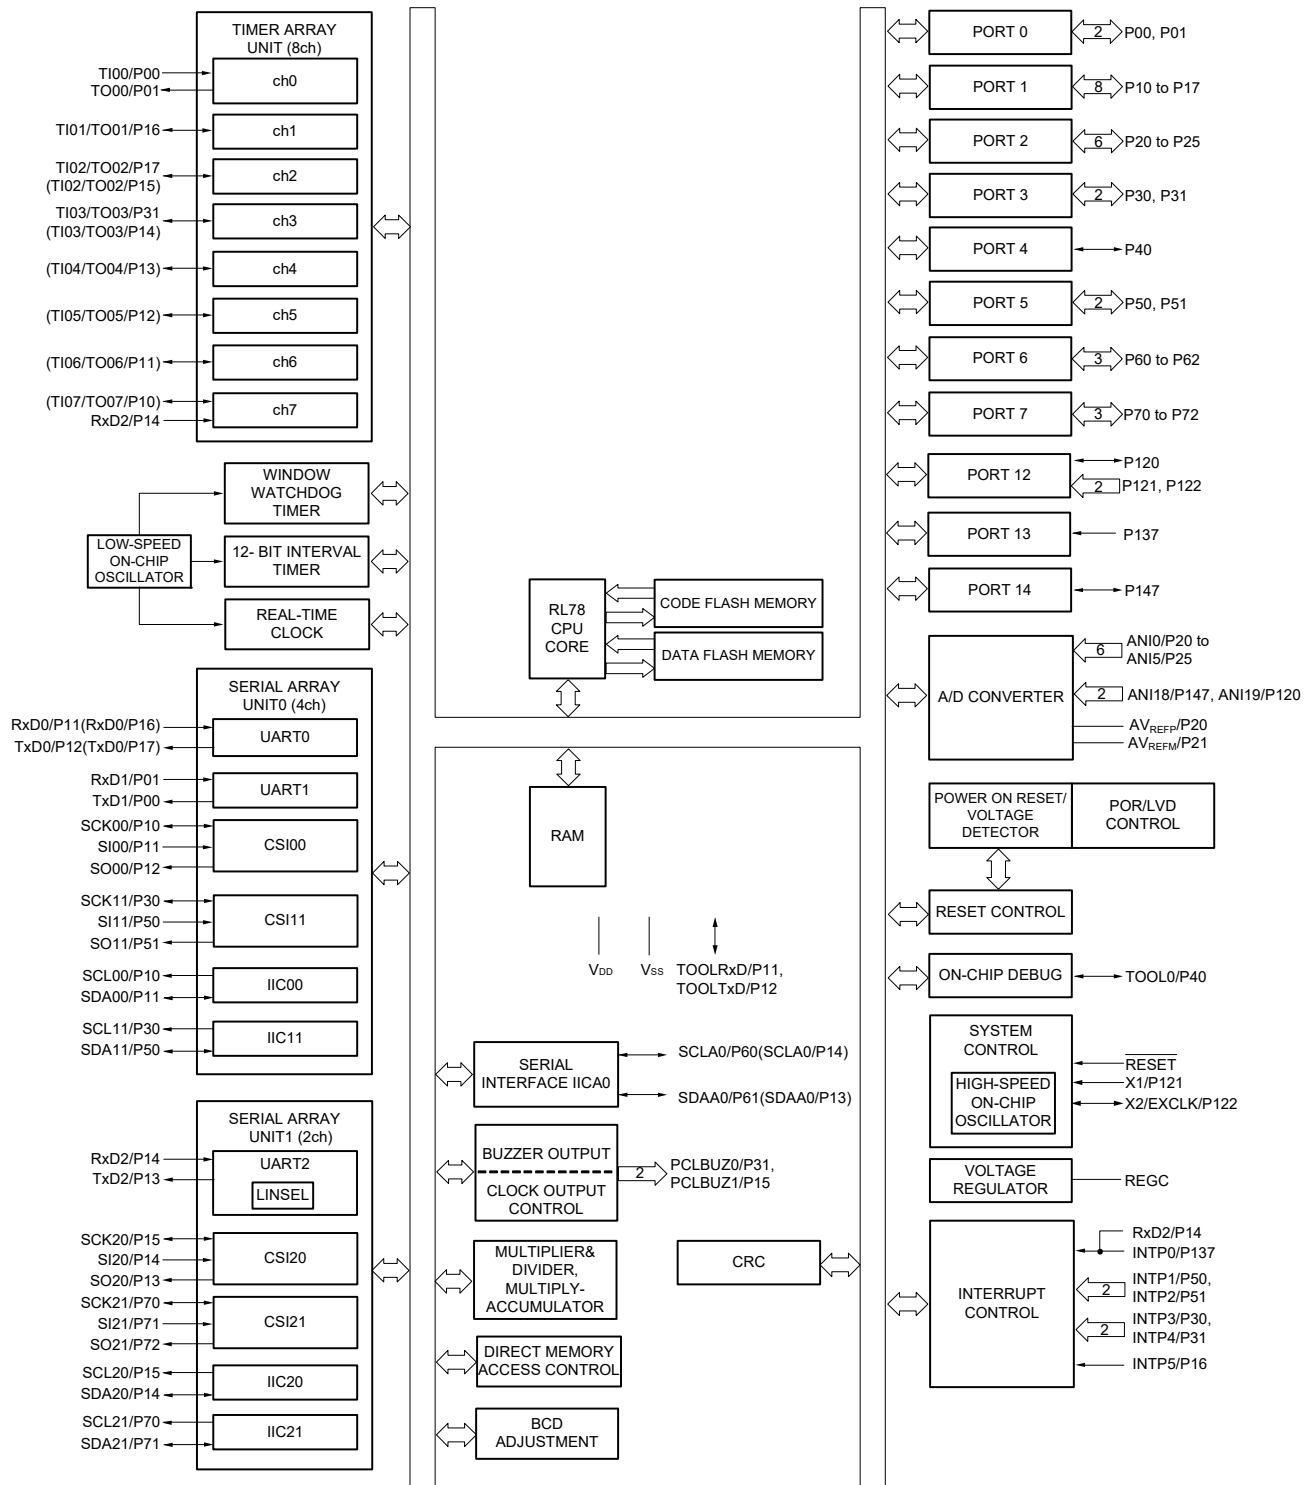 TIMER ARRAY
UNIT (8ch)
TI00/P00
TO00/P01
ch0
TI01/TO01/P16
ch1
TI02/TO02/P17
(TI02/TO02/P15)
ch2
TI03/TO03/P31
(TI03/TO03/P14)
ch3
(TI04/TO04/P13)
ch4
(TI05/TO05/P12)
ch5
(TI06/TO06/P11)
ch6
(TI07/TO07/P10)
RxD2/P14
ch7
WINDOW
WATCHDOG
TIMER
LOW-SPEED
ON-CHIP
OSCILLATOR
12- BIT INTERVAL
TIMER
REAL-TIME
CLOCK
SERIAL ARRAY
UNIT0 (4ch)
RxD0/P11(RxD0/P16)
TxD0/P12(TxD0/P17)
UART0
RxD1/P01
TxD1/P00
UART1
SCK00/P10
SI00/P11
SO00/P12
CSI00
SCK11/P30
SI11/P50
SO11/P51
CSI11
SCL00/P10
SDA00/P11
IIC00
SCL11/P30
SDA11/P50
IIC11
SERIAL ARRAY
UNIT1 (2ch)
RxD2/P14
TxD2/P13
UART2
LINSEL
SCK20/P15
SI20/P14
SO20/P13
CSI20
SCK21/P70
SI21/P71
SO21/P72
CSI21
SCL20/P15
SDA20/P14
IIC20
SCL21/P70
SDA21/P71
IIC21
RL78
CPU
CORE
CODE FLASH MEMORY
DATA FLASH MEMORY
RAM
VDD
VSS
TOOLRxD/P11,
TOOLTxD/P12
SERIAL
INTERFACE IICA0
SCLA0/P60(SCLA0/P14)
SDAA0/P61(SDAA0/P13)
BUZZER OUTPUT
CLOCK OUTPUT
CONTROL
2
PCLBUZ0/P31,
PCLBUZ1/P15
MULTIPLIER&
DIVIDER,
MULTIPLY-
ACCUMULATOR
CRC
DIRECT MEMORY
ACCESS CONTROL
BCD
ADJUSTMENT
PORT 0
2
P00, P01
PORT 1
8
P10 to P17
PORT 2
6
P20 to P25
PORT 3
2
P30, P31
PORT 4
P40
PORT 5
2
P50, P51
PORT 6
3
P60 to P62
PORT 7
3
P70 to P72
PORT 12
P120
2
P121, P122
PORT 13
P137
PORT 14
P147
A/D CONVERTER
6
ANI0/P20 to
ANI5/P25
2
ANI18/P147, ANI19/P120
AVREFP/P20
AVREFM/P21
POWER ON RESET/
VOLTAGE
DETECTOR
POR/LVD
CONTROL
RESET CONTROL
ON-CHIP DEBUG
TOOL0/P40
SYSTEM
CONTROL
HIGH-SPEED
ON-CHIP
OSCILLATOR
RESET
X1/P121
X2/EXCLK/P122
VOLTAGE
REGULATOR
REGC
INTERRUPT
CONTROL
RxD2/P14
INTP0/P137
2
INTP1/P50,
INTP2/P51
2
INTP3/P30,
INTP4/P31
INTP5/P16